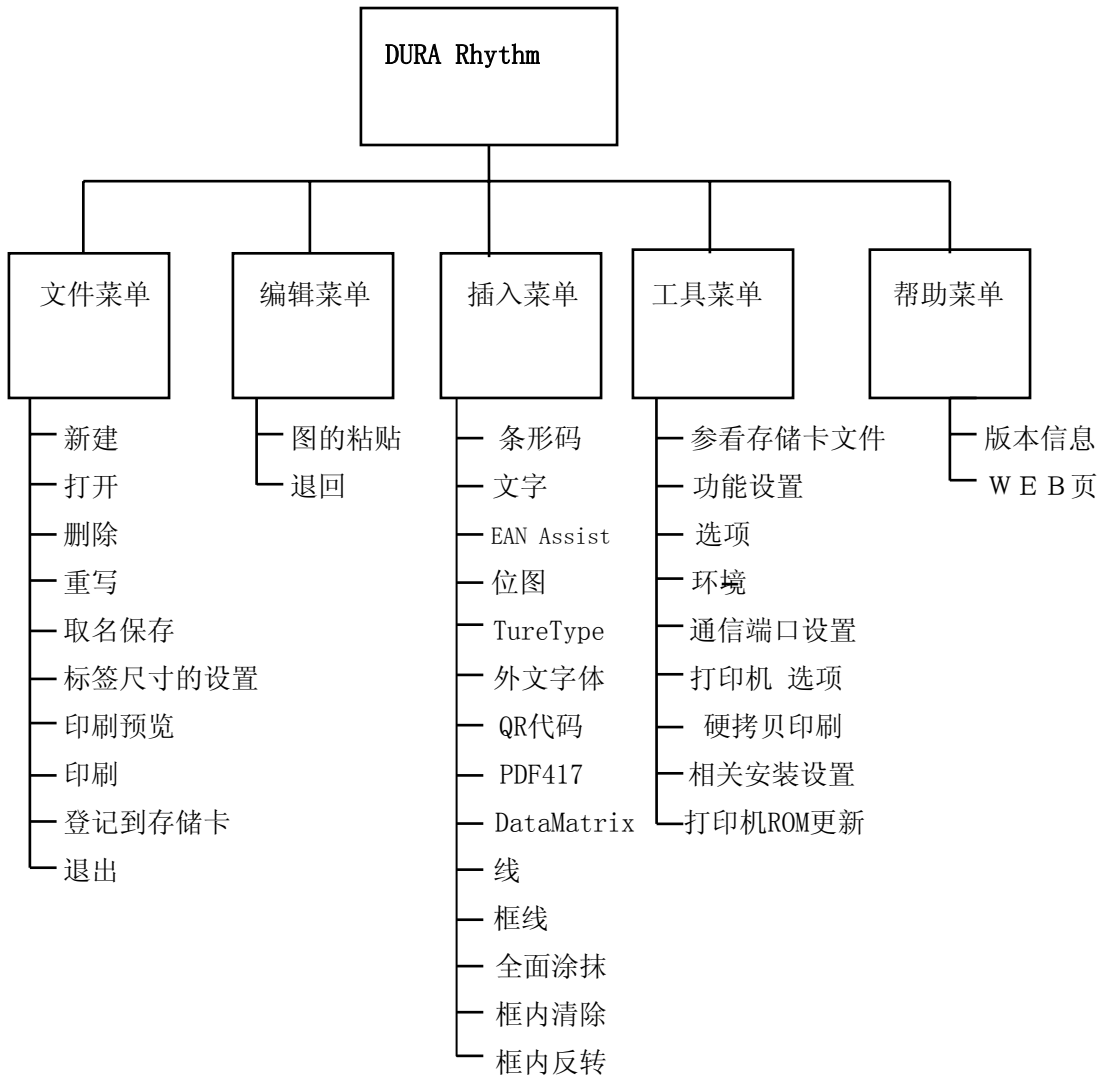 DURA Rhythm
文件菜单
新建
打开
删除
重写
取名保存
标签尺寸的设置
印刷预览
印刷
登记到存储卡
退出
编辑菜单
图的粘贴
退回
插入菜单
条形码
文字
EAN Assist
位图
TureType
外文字体
QR代码
PDF417
DataMatrix
线
框线
全面涂抹
框内清除
框内反转
工具菜单
参看存储卡文件
功能设置
选项
环境
通信端口设置
打印机 选项
硬拷贝印刷
相关安装设置
打印机ROM更新
帮助菜单
版本信息
ＷＥＢ页